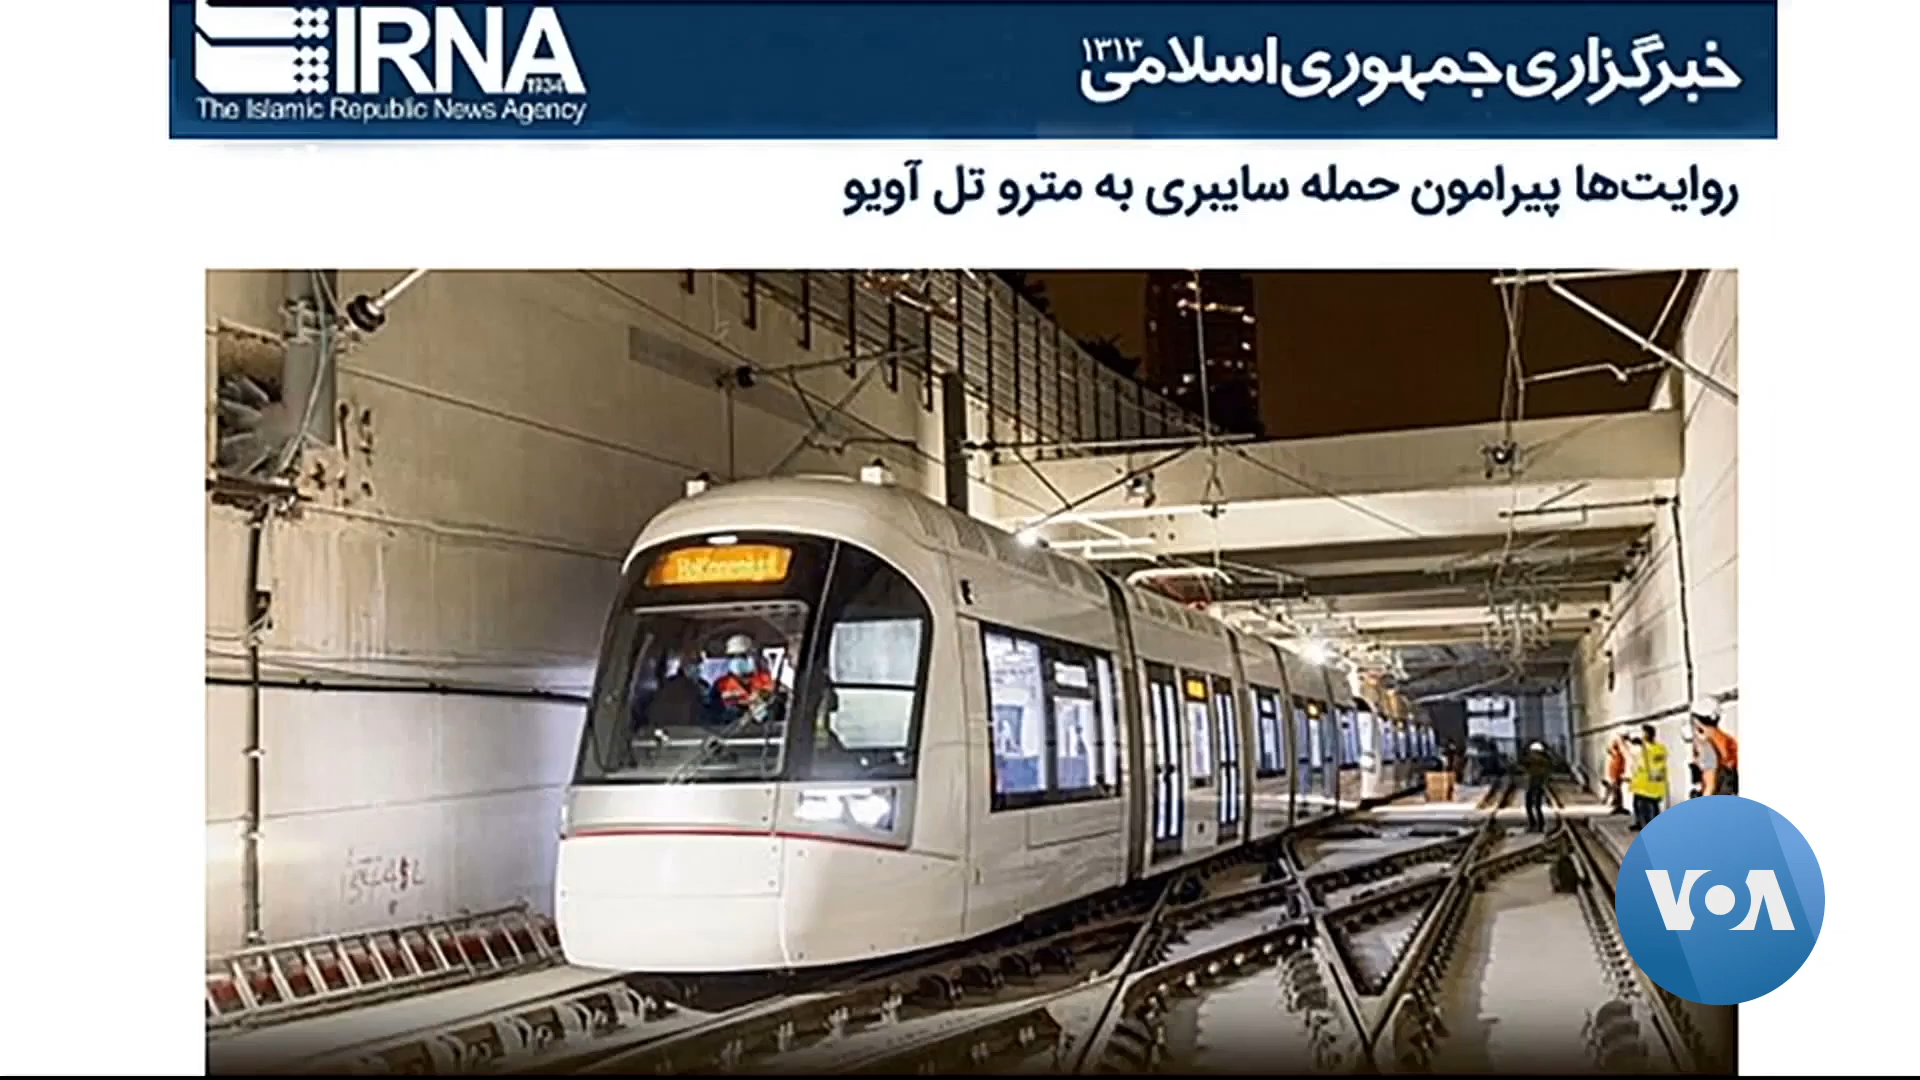 IRNA
1934
The Islamic Republic News Agency
خبرگزاری جمهوری اسلامی ۱۳۱۳
روایت‌ها پیرامون حمله سایبری به مترو تل آویو
VOA